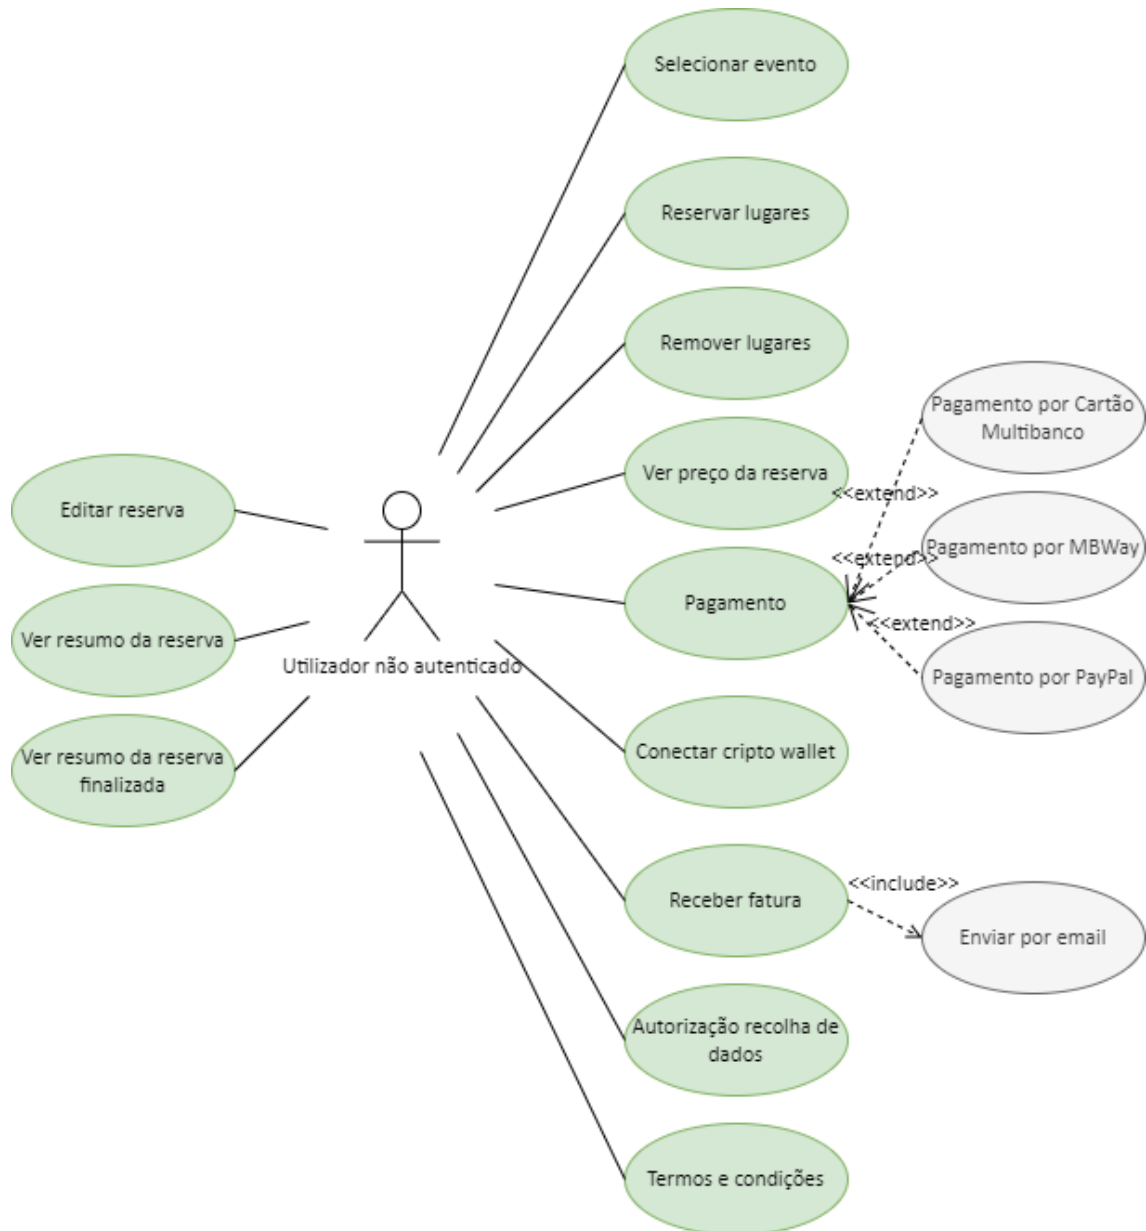 Selecionar evento
Reservar lugares
Remover lugares
Pagamento por Cartão
Multibanco
Ver preço da reserva
<<extend>>
Editar reserva
Pagamento por MBWay
<<extend>>
Pagamento
<<extend>>
Ver resumo da reserva
Utilizador não autenticado
Pagamento por PayPal
Ver resumo da reserva
finalizada
Conectar cripto wallet
<<include>>
Receber fatura
Enviar por email
Autorização recolha de
dados
Termos e condições